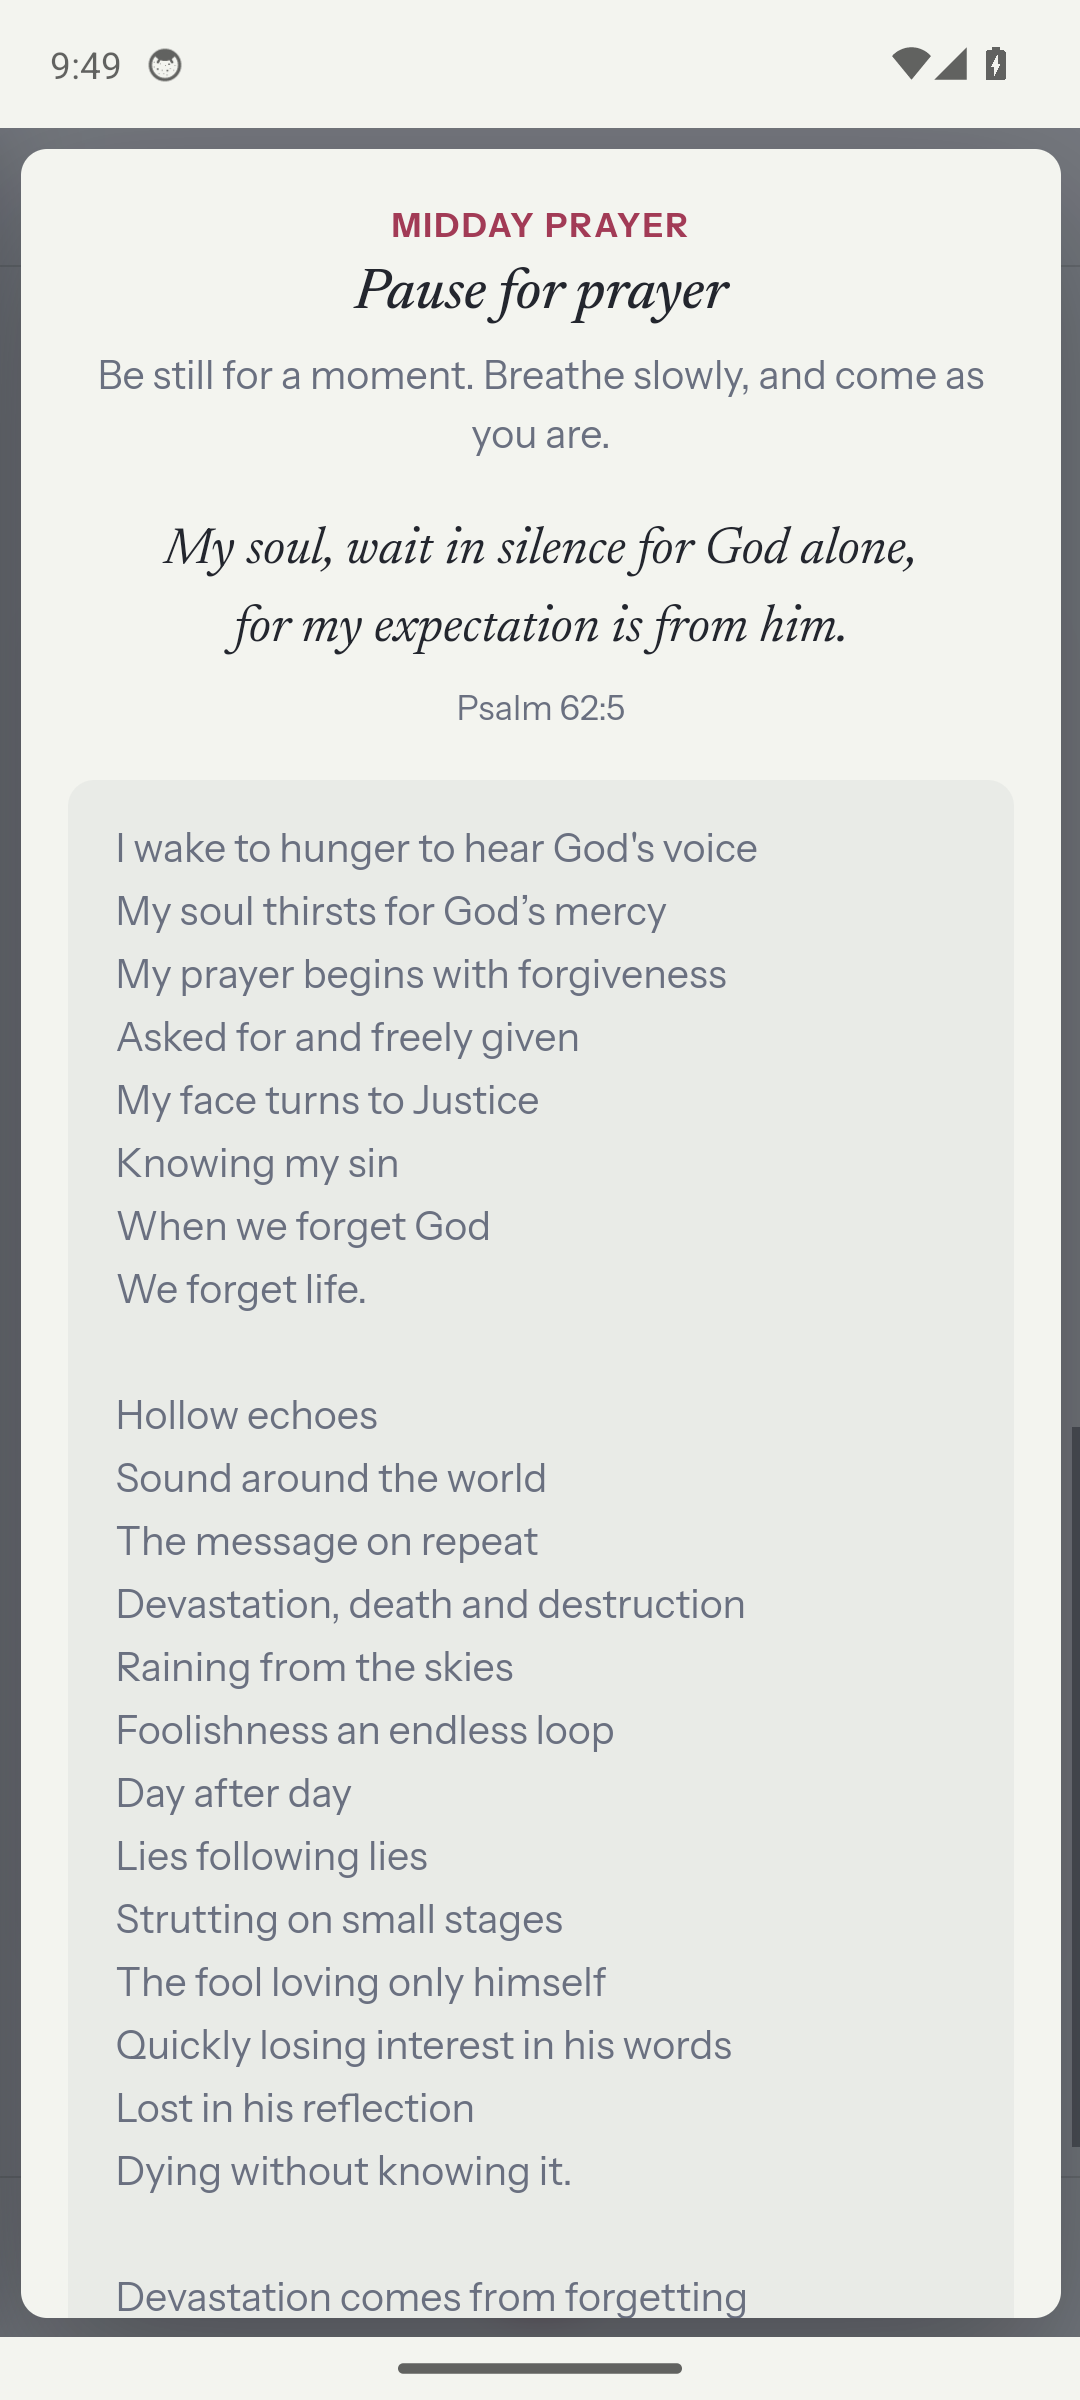 9:49
MIDDAY PRAYER
Pause for prayer
Be still for a moment. Breathe slowly, and come as
you are.
My soul, wait in silence for God alone,
for my expectation is from him.
Psalm 62:5
I wake to hunger to hear God's voice
My soul thirsts for God’s mercy
My prayer begins with forgiveness
Asked for and freely given
My face turns to Justice
Knowing my sin
When we forget God
We forget life.
Hollow echoes
Sound around the world
The message on repeat
Devastation, death and destruction
Raining from the skies
Foolishness an endless loop
Day after day
Lies following lies
Strutting on small stages
The fool loving only himself
Quickly losing interest in his words
Lost in his reflection
Dying without knowing it.
Devastation comes from forgetting